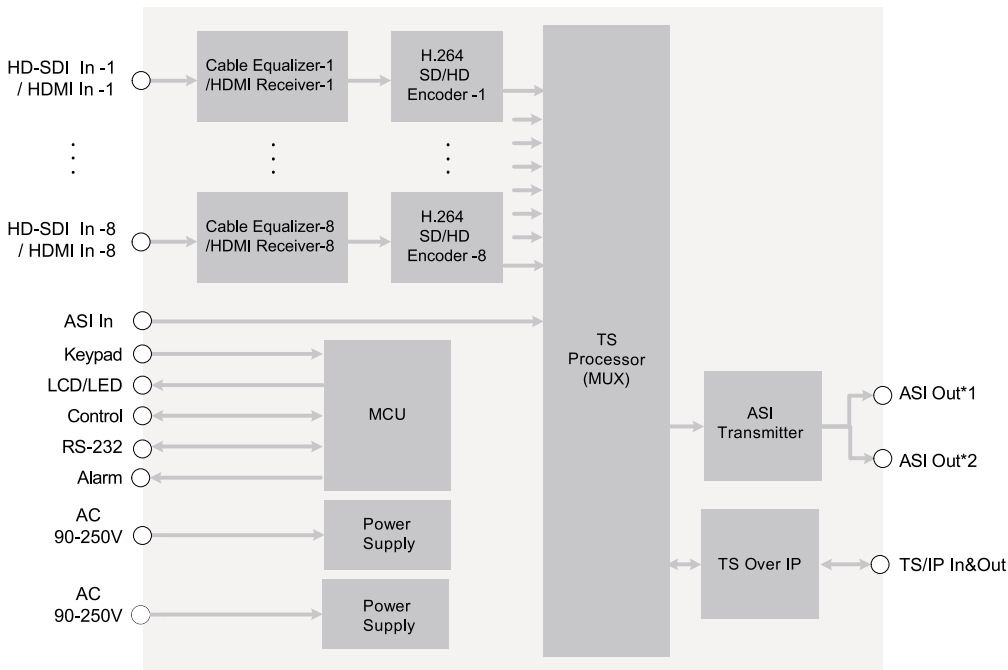 HD-SDI In -1
/ HDMI In -1
Cable Equalizer-1
/HDMI Receiver-1
H.264
SD/HD
Encoder -1
HD-SDI In -8
/ HDMI In -8
Cable Equalizer-8
/HDMI Receiver-8
H.264
SD/HD
Encoder -8
ASI In
Keypad
LCD/LED
Control
RS-232
Alarm
MCU
AC
90-250V
Power
Supply
AC
90-250V
Power
Supply
TS
Processor
(MUX)
ASI
Transmitter
ASI Out*1
ASI Out*2
TS Over IP
TS/IP In&Out